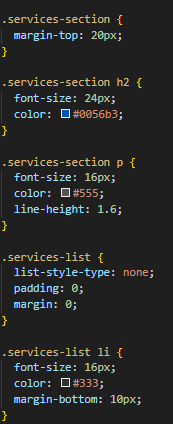 .services-section {
margin-top: 20px;
}
.services-section h2 {
font-size: 24px;
color: #0056b3;
}
.services-section p {
font-size: 16px;
color: #555;
line-height: 1.6;
}
.services-list {
list-style-type: none;
padding: 0;
margin: 0;
}
.services-list li {
font-size: 16px;
color: #333;
margin-bottom: 10px;
}